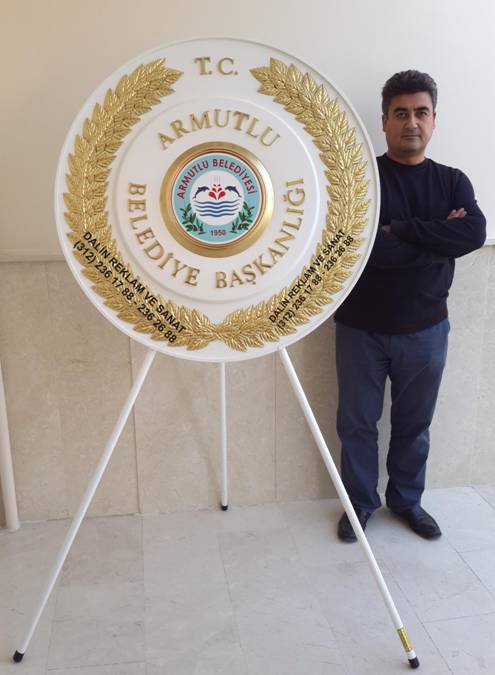 T.C.
ARMUTLU
BELEDİYE BAŞKANLIĞI
ARMUTLU BELEDİYESİ
1950
DALIN REKLAM VE SANAT
(312) 236 17 88 - 236 26 88
DALIN REKLAM VE SANAT
(312) 236 17 88 - 236 26 88